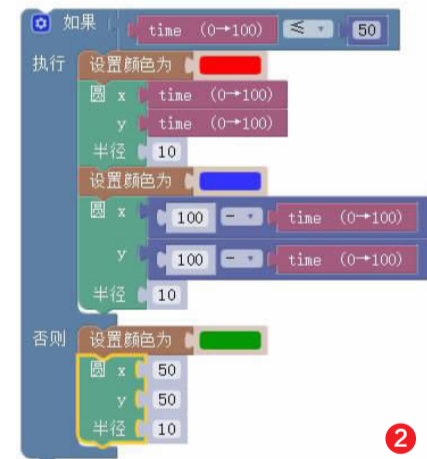 如果 time (0→100) ≤ 50
执行 设置颜色为
圆 x time (0→100)
y time (0→100)
半径 10
设置颜色为
圆 x 100 - time (0→100)
y 100 - time (0→100)
半径 10
否则 设置颜色为
圆 x 50
y 50
半径 10
2